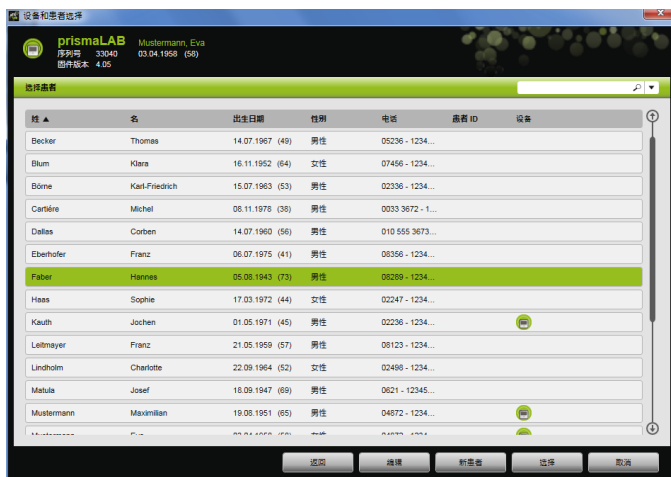 设备和患者选择
prismaLAB Mustermann, Eva
序列号 33040 03.04.1958 (58)
固件版本 4.05
选择患者
姓 名 出生日期 性别 电话 患者 ID 设备
Becker Thomas 14.07.1967 (49) 男性 05236 - 1234...
Blum Klara 16.11.1952 (64) 女性 07456 - 1234...
Börne Karl-Friedrich 15.07.1963 (53) 男性 02336 - 1234...
Cartiére Michel 08.11.1978 (38) 男性 0033 3672 - 1...
Dallas Corben 14.07.1960 (56) 男性 010 555 3673...
Eberhofer Franz 06.07.1975 (41) 男性 08356 - 1234...
Faber Hannes 05.08.1943 (73) 男性 08289 - 1234...
Haas Sophie 17.03.1972 (44) 女性 02247 - 1234...
Kauth Jochen 01.05.1971 (45) 男性 02236 - 1234...
Leitmayer Franz 21.05.1959 (57) 男性 08123 - 1234...
Lindholm Charlotte 22.09.1964 (52) 女性 02498 - 1234...
Matula Josef 18.09.1947 (69) 男性 0621 - 12345...
Mustermann Maximilian 19.08.1951 (65) 男性 04872 - 1234...
返回 编辑 新患者 选择 取消